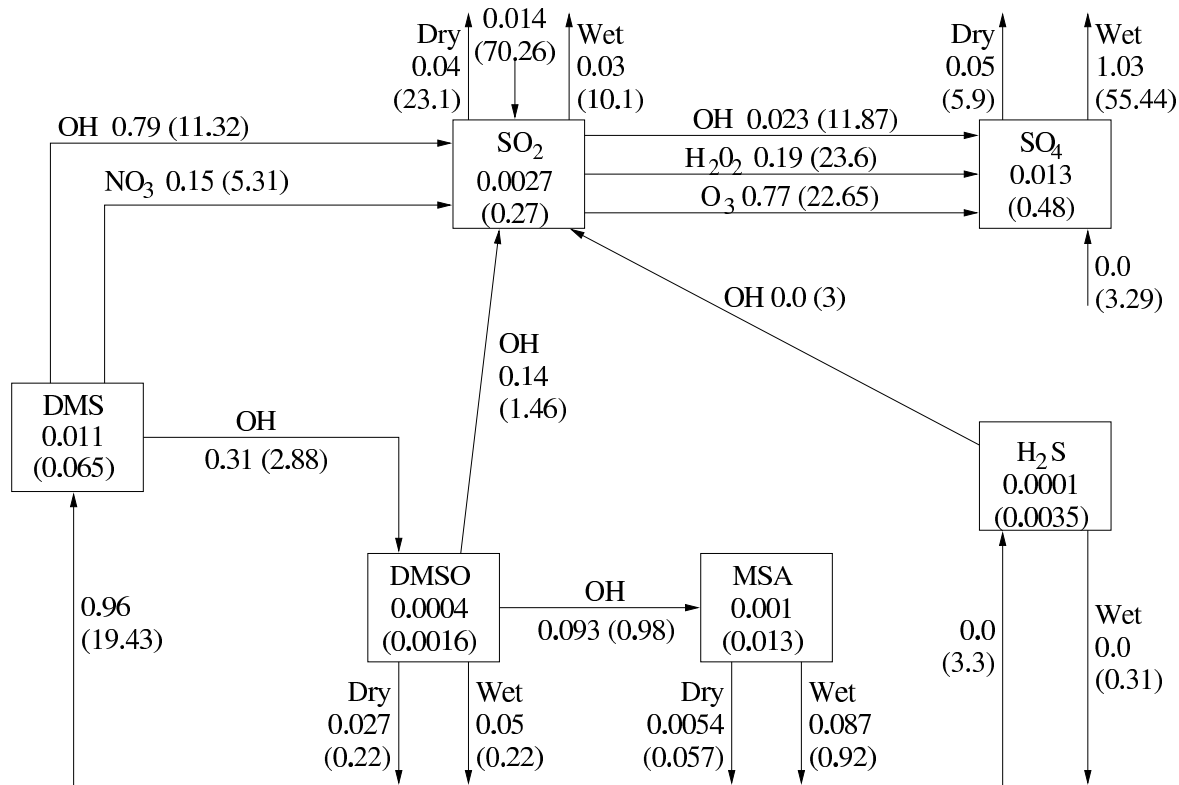 Dry
0.04
(23.1)
0.014
(70.26)
Wet
0.03
(10.1)
Dry
0.05
(5.9)
Wet
1.03
(55.44)
OH 0.79 (11.32)
NO3 0.15 (5.31)
SO2
0.0027
(0.27)
OH 0.023 (11.87)
H202 0.19 (23.6)
O3 0.77 (22.65)
SO4
0.013
(0.48)
0.0
(3.29)
OH 0.0 (3)
OH
0.14
(1.46)
DMS
0.011
(0.065)
OH
0.31 (2.88)
H2S
0.0001
(0.0035)
0.96
(19.43)
DMSO
0.0004
(0.0016)
OH
0.093 (0.98)
MSA
0.001
(0.013)
0.0
(3.3)
Wet
0.0
(0.31)
Dry
0.027
(0.22)
Wet
0.05
(0.22)
Dry
0.0054
(0.057)
Wet
0.087
(0.92)